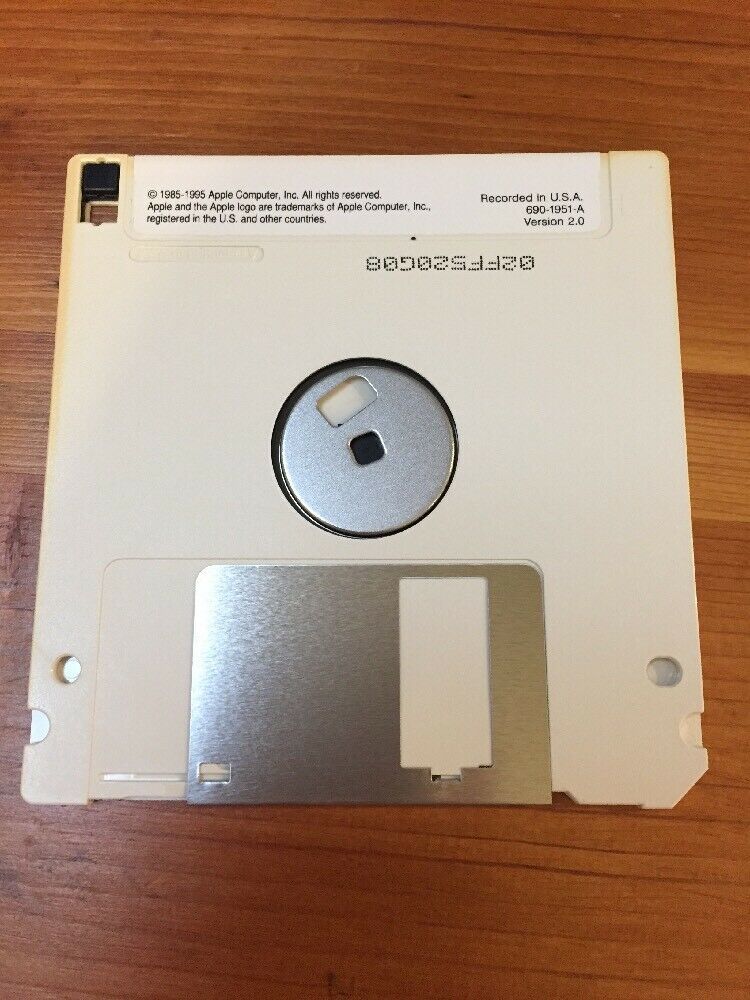 © 1985-1995 Apple Computer, Inc. All rights reserved.
Apple and the Apple logo are trademarks of Apple Computer, Inc.,
registered in the U.S. and other countries.
Recorded in U.S.A.
690-1951-A
Version 2.0
02FF520G08